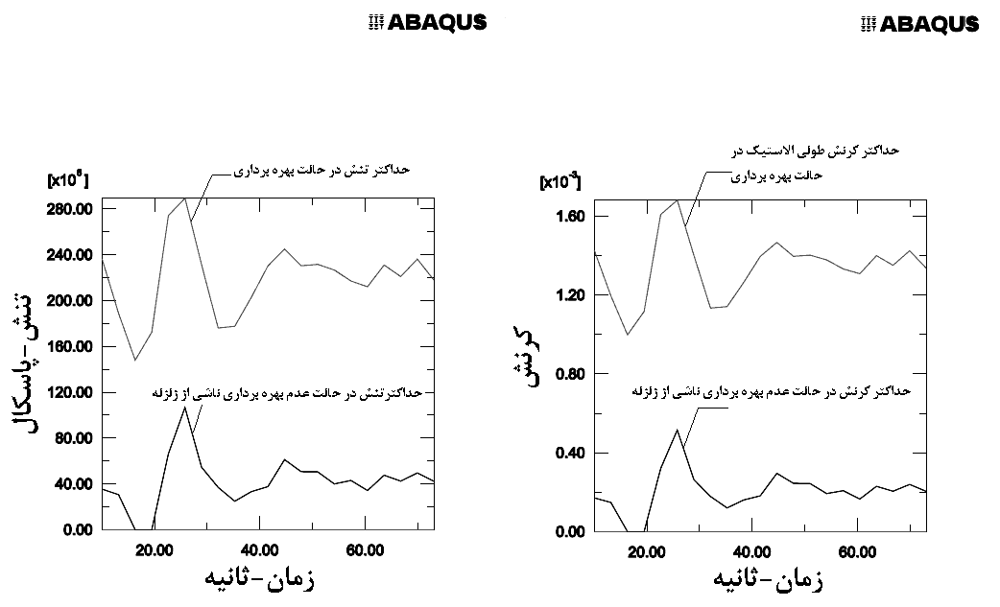 ABAQUS
[x10⁶]
حداکتر تنش در حالت بهره برداری
280.00
240.00
200.00
160.00
120.00
80.00
40.00
0.00
20.00
40.00
60.00
تنش-پاسکال
حداکترتنش در حالت عدم بهره برداری ناشی از زلزله
زمان-ثانیه
ABAQUS
حداکتر کرنش طولی الاستیک در
حالت بهره برداری
[x10⁻³]
1.60
1.20
0.80
0.40
0.00
20.00
40.00
60.00
کرنش
حداکتر کرنش در حالت عدم بهره برداری ناشی از زلزله
زمان-ثانیه